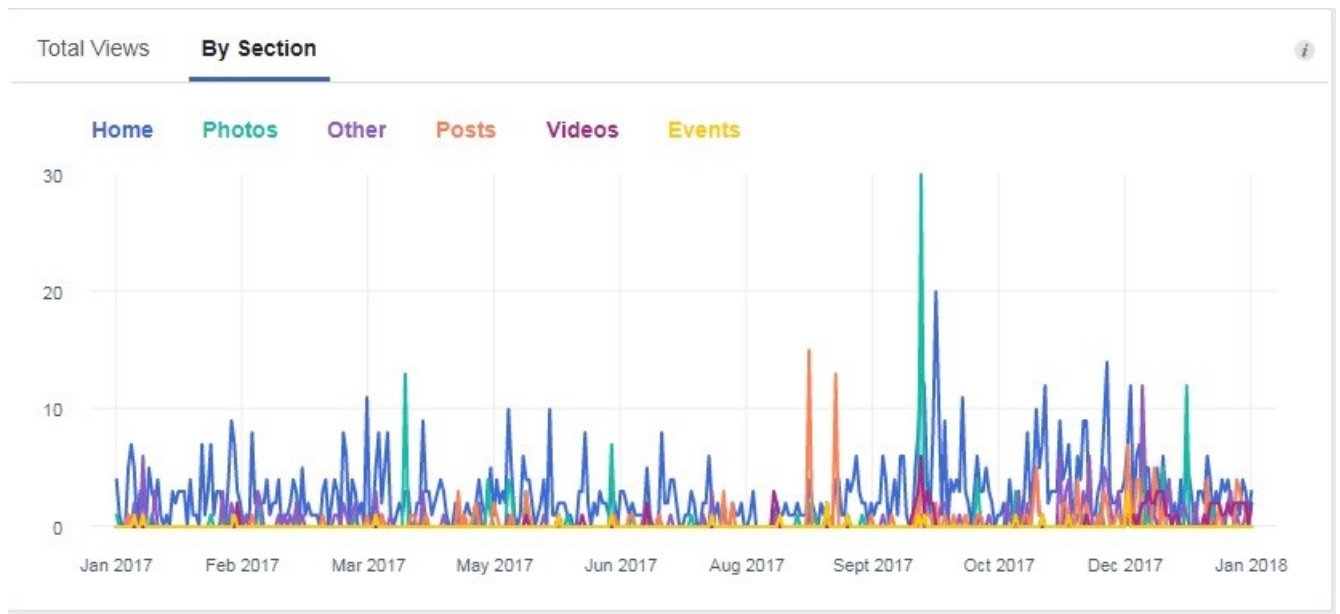 Total Views By Section i
Home Photos Other Posts Videos Events
30
20
10
0
Jan 2017 Feb 2017 Mar 2017 May 2017 Jun 2017 Aug 2017 Sept 2017 Oct 2017 Dec 2017 Jan 2018